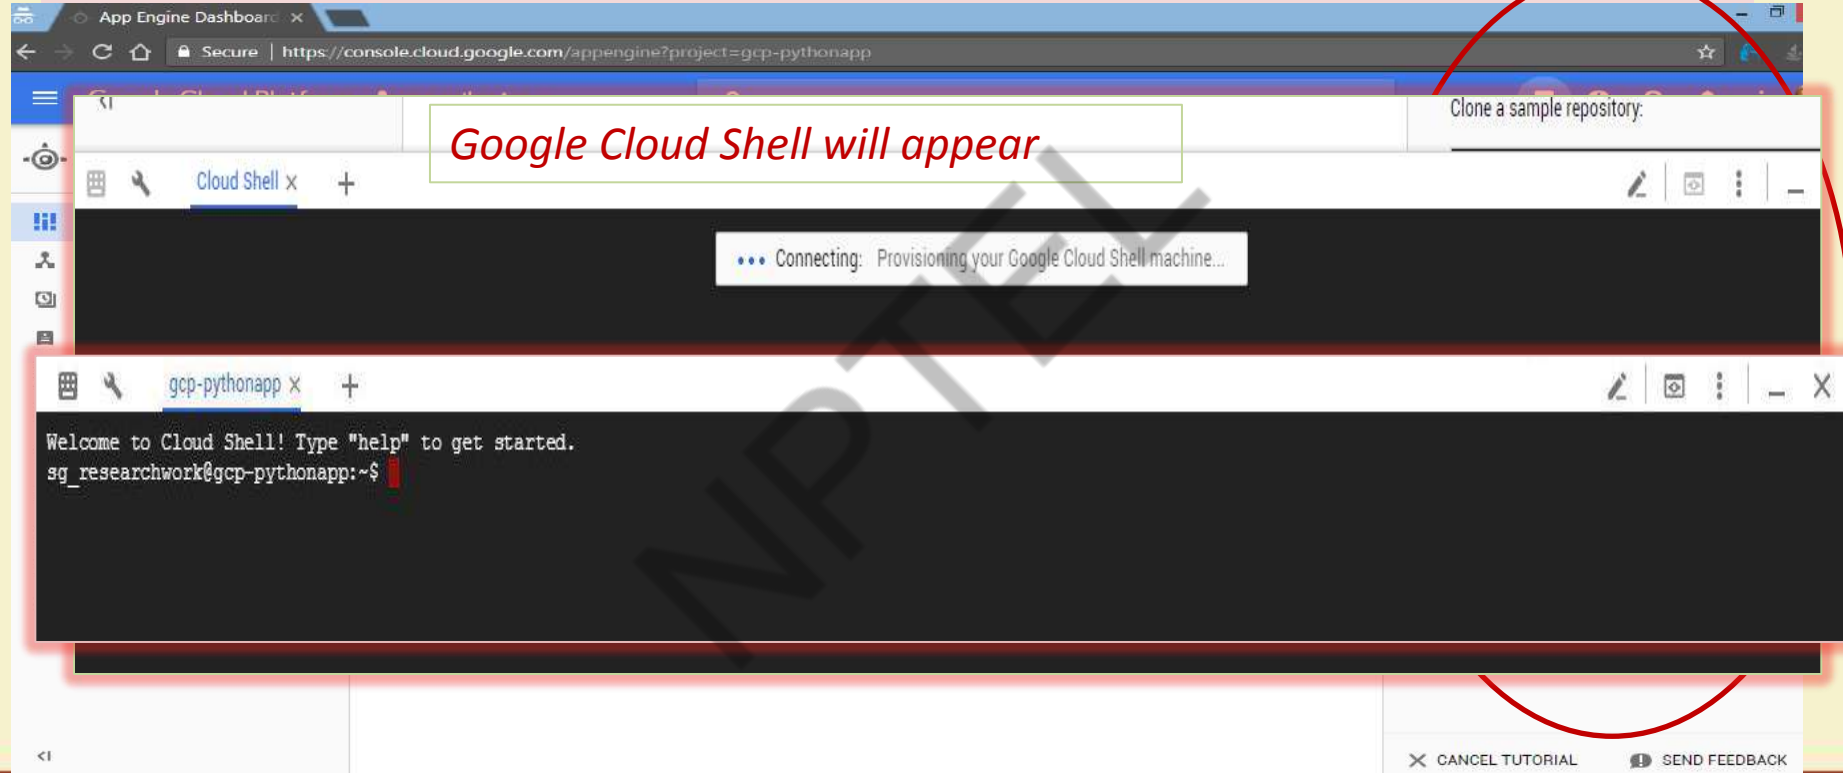 App Engine Dashboard
Secure | https://console.cloud.google.com/appengine?project=gcp-pythonapp
Clone a sample repository:
Google Cloud Shell will appear
Cloud Shell x +
••• Connecting: Provisioning your Google Cloud Shell machine...
gcp-pythonapp x +
Welcome to Cloud Shell! Type "help" to get started.
sg_researchwork@gcp-pythonapp:~$
NPTEL
CANCEL TUTORIAL
SEND FEEDBACK